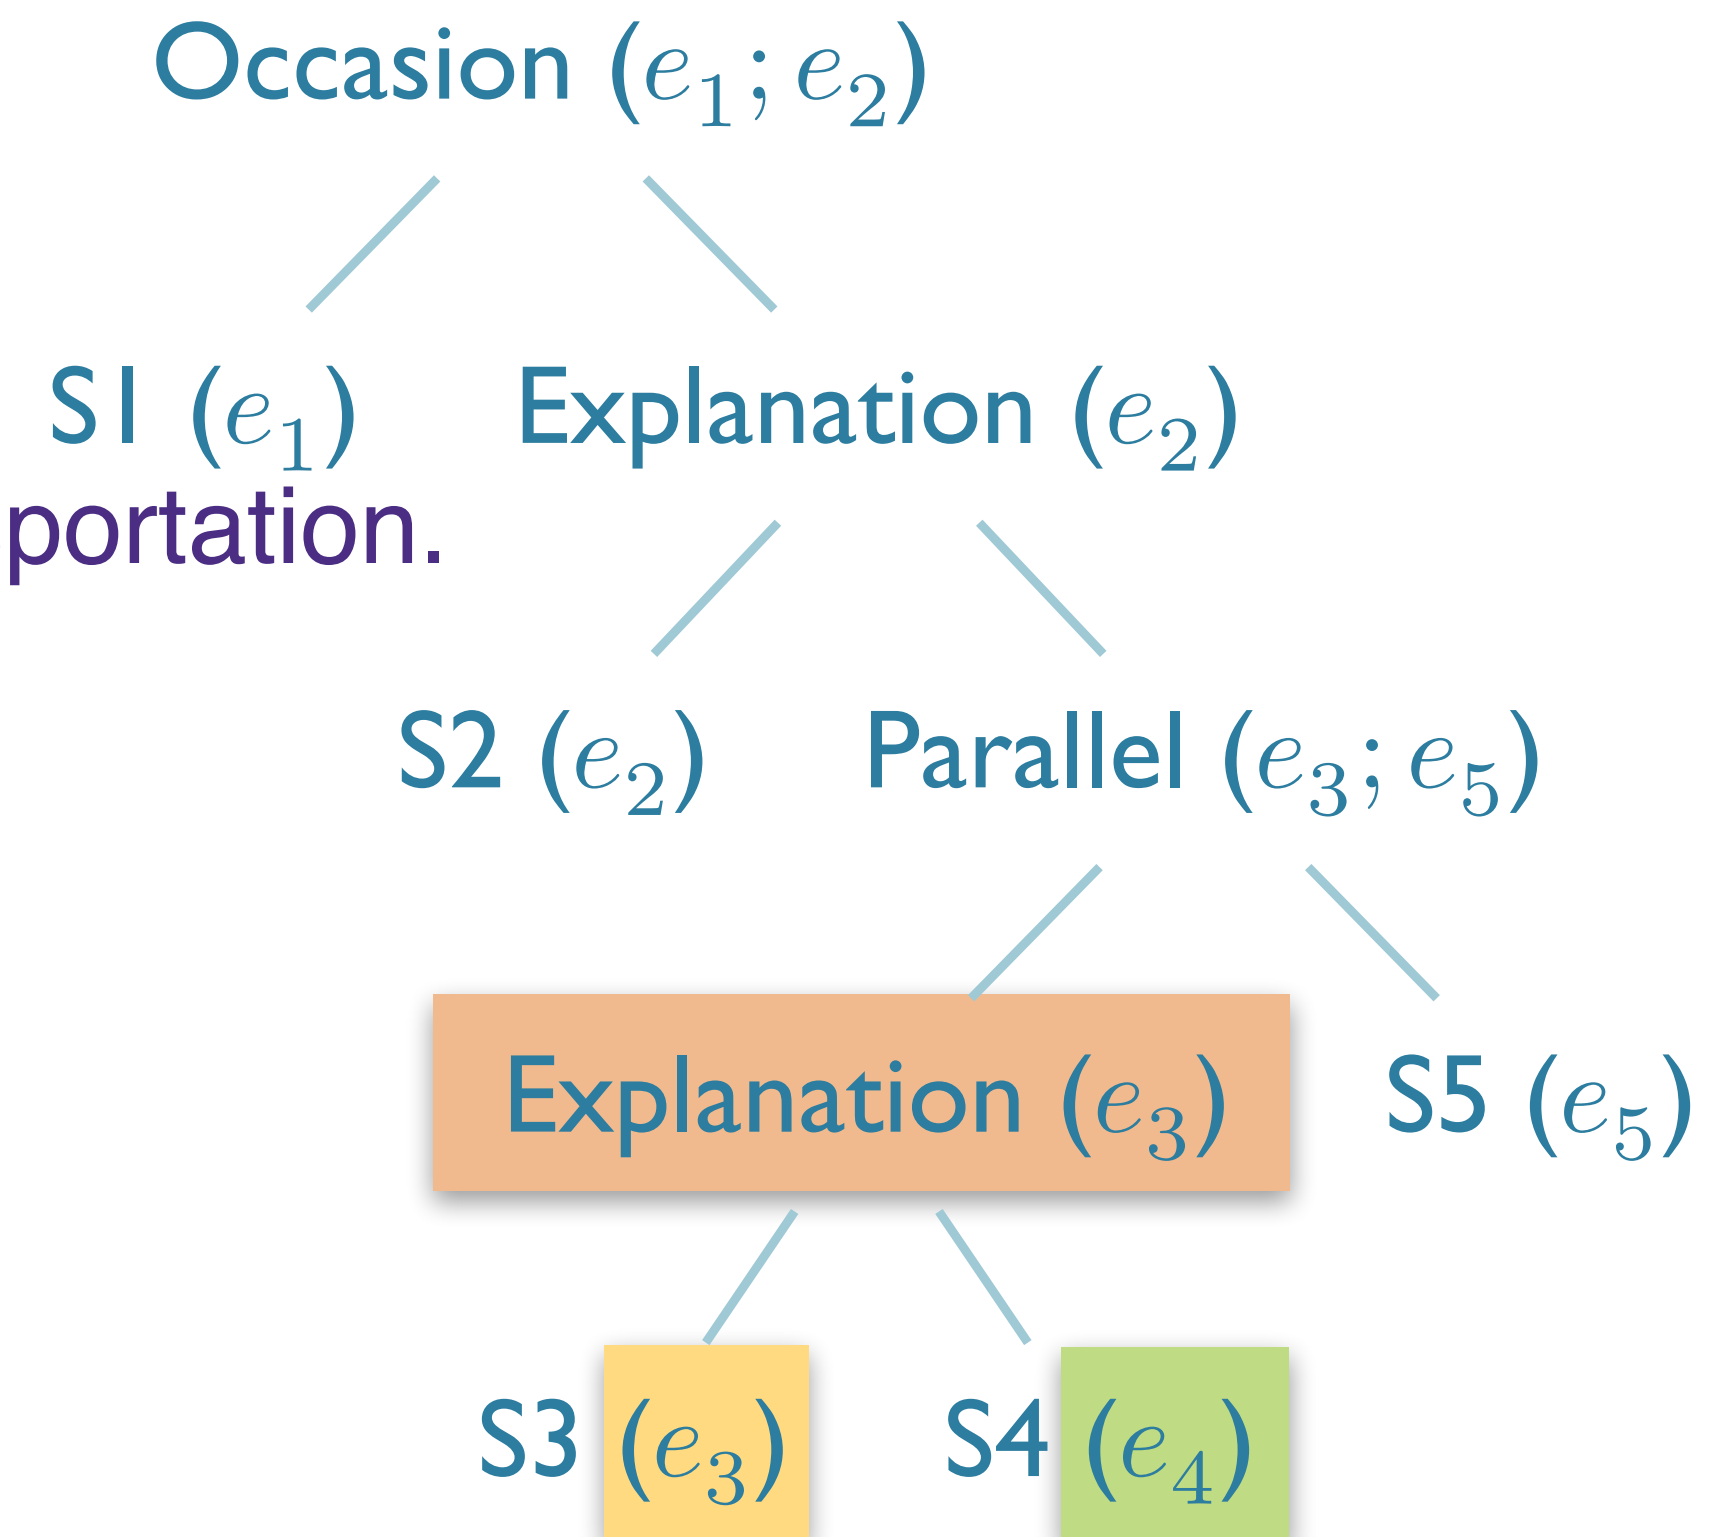 Occasion (e₁; e₂)
S1 (e₁) Explanation (e₂)
portation.
S2 (e₂) Parallel (e₃; e₅)
Explanation (e₃) S5 (e₅)
S3 (e₃) S4 (e₄)